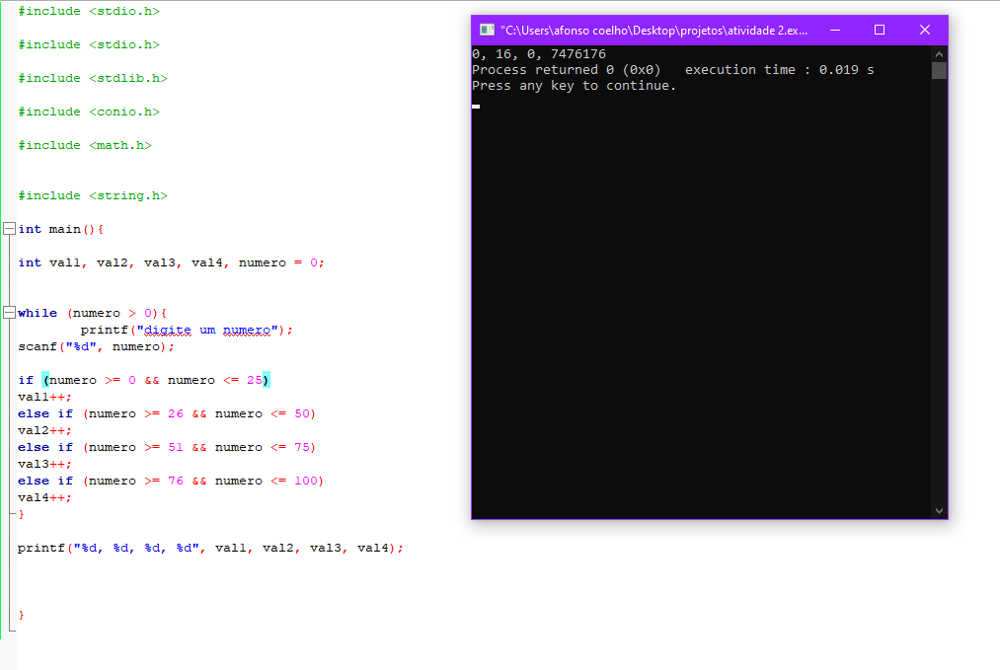 #include <stdio.h>
#include <stdio.h>
#include <stdlib.h>
#include <conio.h>
#include <math.h>
#include <string.h>
int main(){
int val1, val2, val3, val4, numero = 0;
while (numero > 0){
printf("digite um numero");
scanf("%d", numero);
if (numero >= 0 && numero <= 25)
val1++;
else if (numero >= 26 && numero <= 50)
val2++;
else if (numero >= 51 && numero <= 75)
val3++;
else if (numero >= 76 && numero <= 100)
val4++;
}
printf("%d, %d, %d, %d", val1, val2, val3, val4);
}
"C:\Users\afonso coelho\Desktop\projetos\atividade 2.ex...
0, 16, 0, 7476176
Process returned 0 (0x0)   execution time : 0.019 s
Press any key to continue.